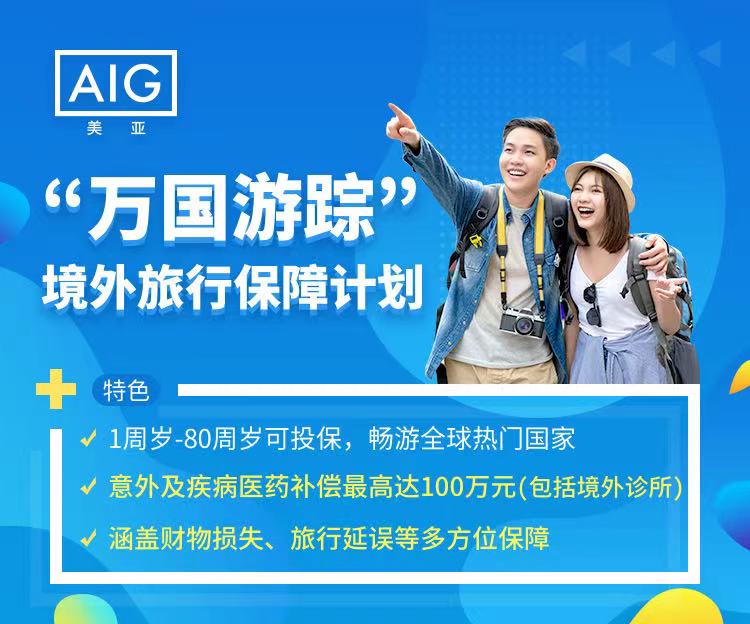 AIG
美亚
“万国游踪”
境外旅行保障计划
特色
1周岁-80周岁可投保，畅游全球热门国家
意外及疾病医药补偿最高达100万元(包括境外诊所)
涵盖财物损失、旅行延误等多方位保障